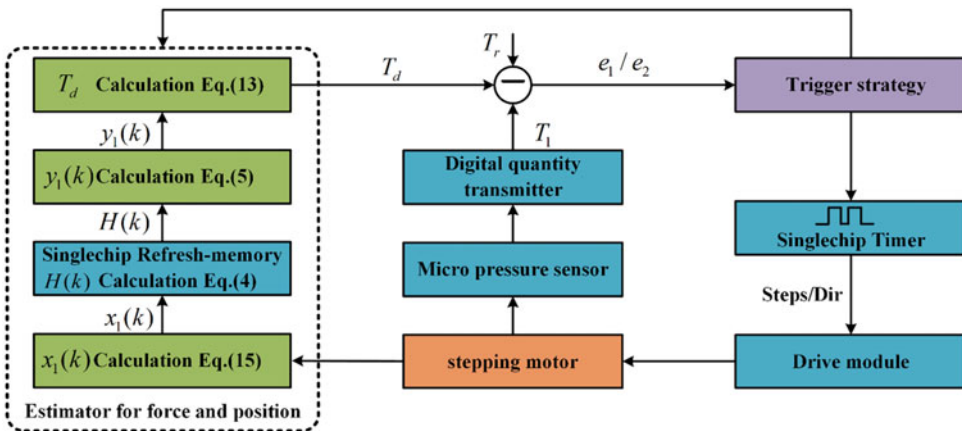 T_r
T_d Calculation Eq.(13)
T_d
e_1 / e_2
Trigger strategy
y_1(k)
T_1
y_1(k) Calculation Eq.(5)
Digital quantity
transmitter
H(k)
Singlechip Timer
Singlechip Refresh-memory
H(k) Calculation Eq.(4)
Micro pressure sensor
Steps/Dir
x_1(k)
x_1(k) Calculation Eq.(15)
stepping motor
Drive module
Estimator for force and position